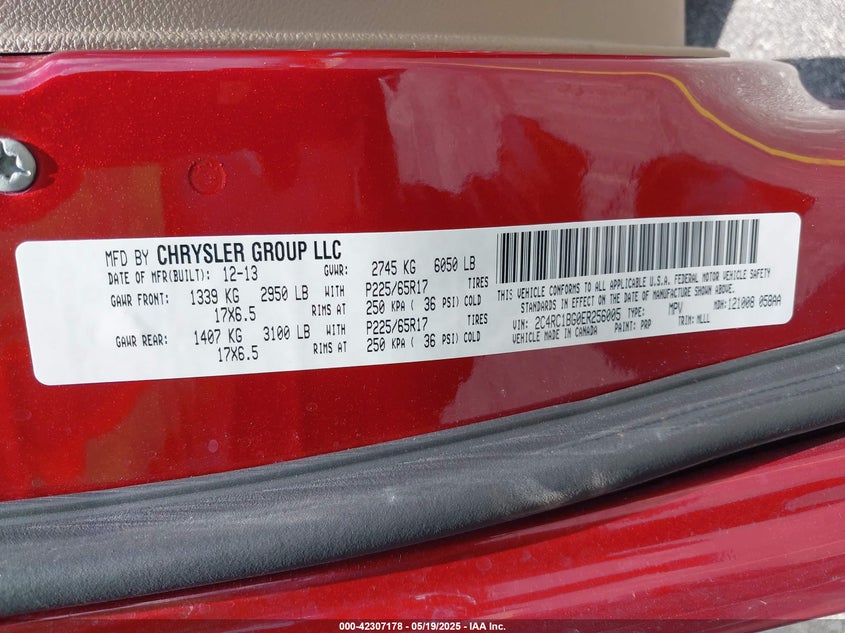 MFD BY CHRYSLER GROUP LLC
DATE OF MFR(BUILT): 12-13 GVWR: 2745 KG 6050 LB
GAWR FRONT: 1339 KG 2950 LB WITH P225/65R17 TIRES
17X6.5 RIMS AT 250 KPA ( 36 PSI) COLD
GAWR REAR: 1407 KG 3100 LB WITH P225/65R17 TIRES
17X6.5 RIMS AT 250 KPA ( 36 PSI) COLD
THIS VEHICLE CONFORMS TO ALL APPLICABLE U.S.A. FEDERAL MOTOR VEHICLE SAFETY
STANDARDS IN EFFECT ON THE DATE OF MANUFACTURE SHOWN ABOVE.
VIN: 2C4RC1BG0ER256005 TYPE: MPV MDH: 121008 058AA
VEHICLE MADE IN CANADA PAINT: PRP TRIM: MLLL
000-42307178 - 05/19/2025 - IAA Inc.